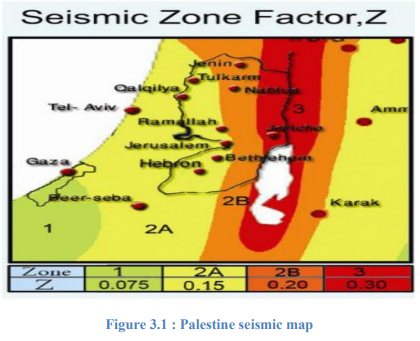 Seismic Zone Factor,Z
Jenin
Tulkarm
Qalqilya
Nablus
Tel- Aviv
3
Amm
Ramallah
Jericho
Jerusalem
Bethlehem
Gaza
Hebron
Beer-seba
2B
Karak
1
2A
Zone 1 2A 2B 3
Z 0.075 0.15 0.20 0.30
Figure 3.1 : Palestine seismic map